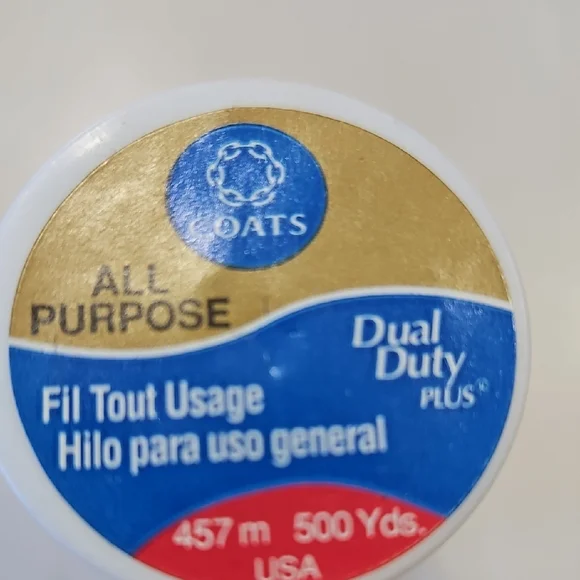 COATS
ALL
PURPOSE
Dual
Duty
PLUS®
Fil Tout Usage
Hilo para uso general
457 m 500 Yds.
USA